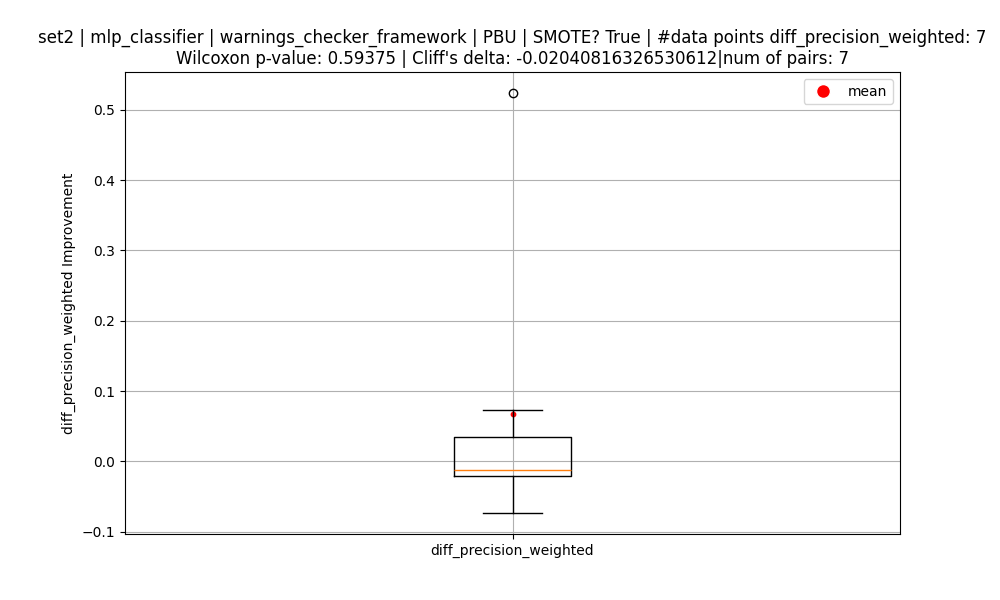 set2 | mlp_classifier | warnings_checker_framework | PBU | SMOTE? True | #data points diff_precision_weighted: 7
Wilcoxon p-value: 0.59375 | Cliff's delta: -0.02040816326530612|num of pairs: 7
mean
0.5
0.4
0.3
0.2
0.1
0.0
−0.1
diff_precision_weighted Improvement
diff_precision_weighted